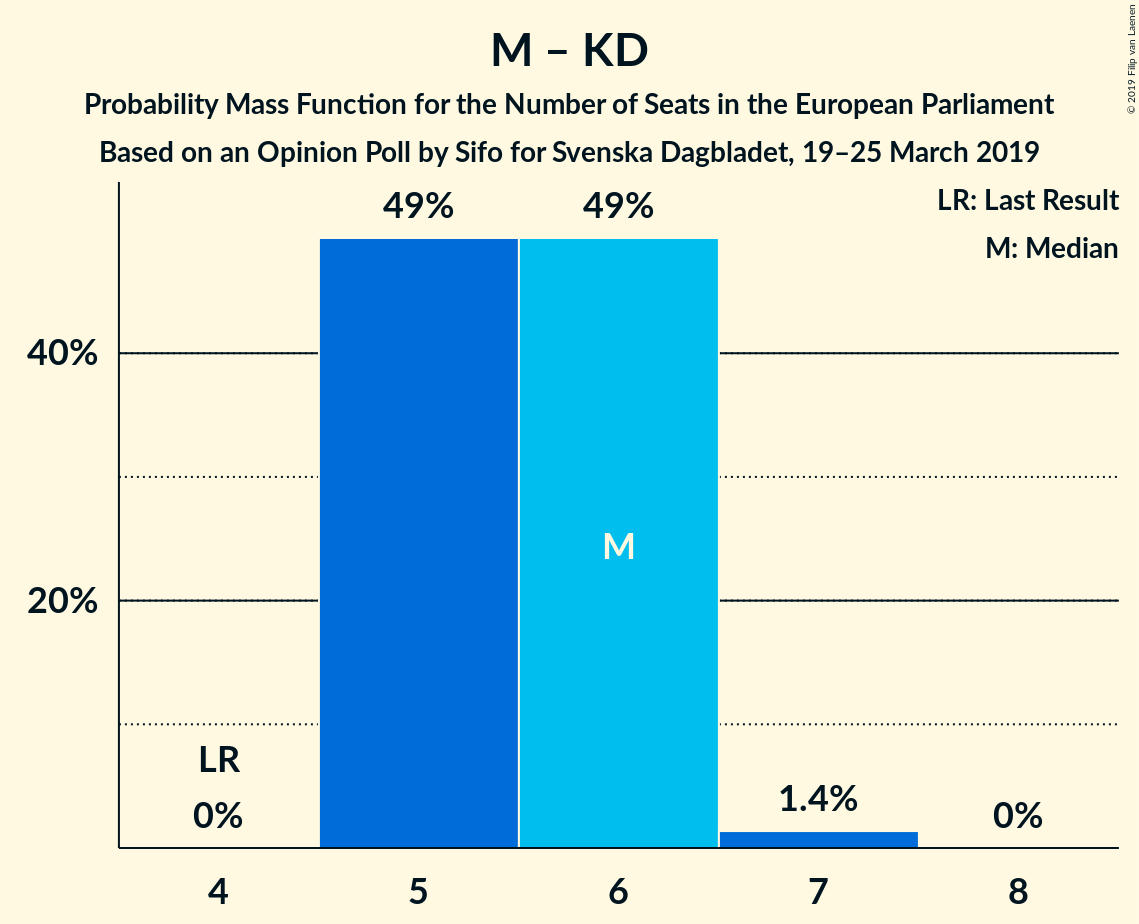 M – KD
Probability Mass Function for the Number of Seats in the European Parliament
Based on an Opinion Poll by Sifo for Svenska Dagbladet, 19–25 March 2019
© 2019 Filip van Laenen
LR: Last Result
M: Median
49%
49%
40%
M
20%
LR
0%
1.4%
0%
4
5
6
7
8